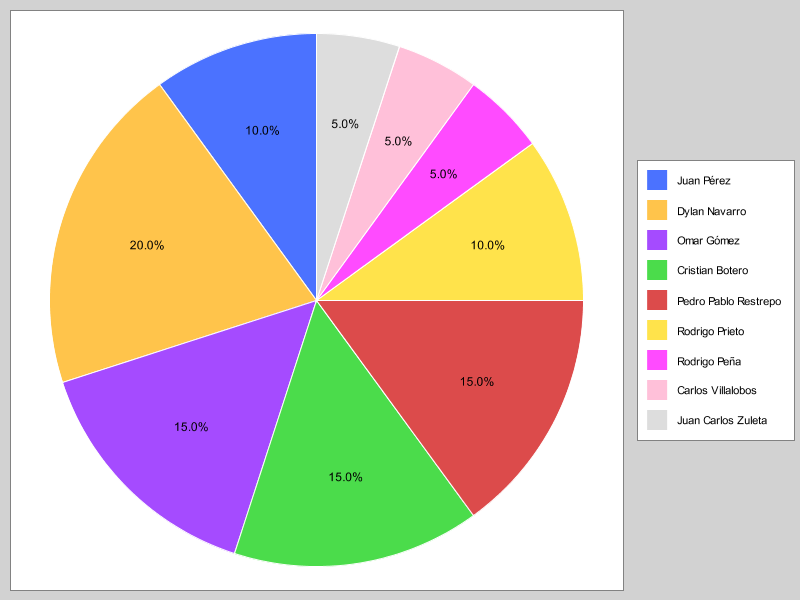 5.0%
10.0%
5.0%
5.0%
20.0%
10.0%
15.0%
15.0%
15.0%
Juan Pérez
Dylan Navarro
Omar Gómez
Cristian Botero
Pedro Pablo Restrepo
Rodrigo Prieto
Rodrigo Peña
Carlos Villalobos
Juan Carlos Zuleta